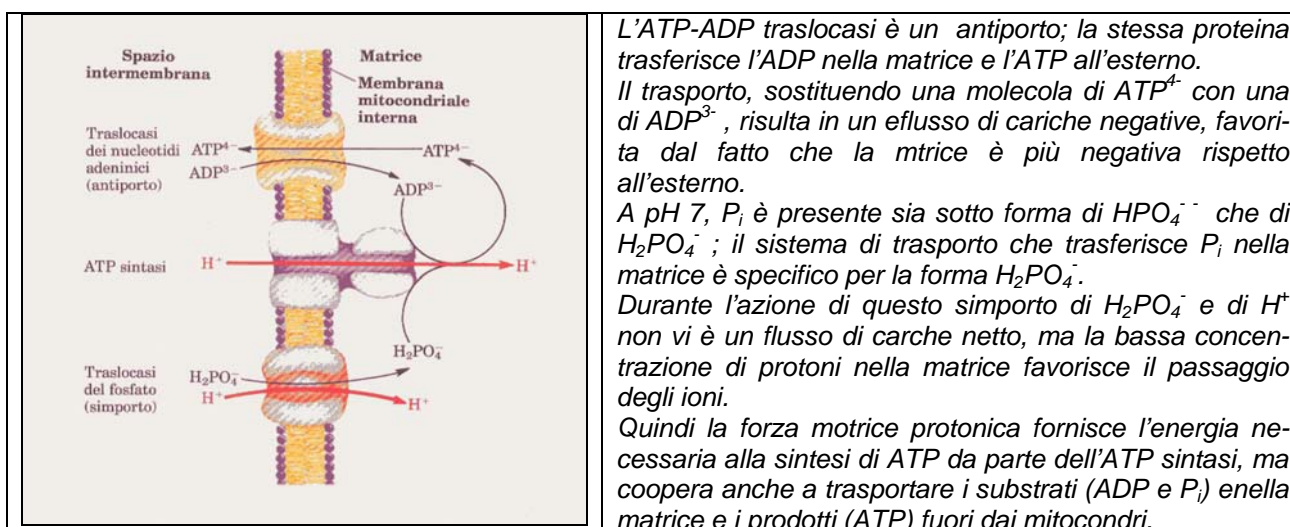 Spazio
intermembrana
Matrice
Membrana
mitocondriale
interna
Traslocasi
dei nucleotidi
adeninici
(antiporto)
ATP⁴⁻
ADP³⁻
ATP⁴⁻
ADP³⁻
ATP sintasi
H⁺
H⁺
H₂PO₄⁻
Traslocasi
del fosfato
(simporto)
H₂PO₄⁻
H⁺
H⁺
L'ATP-ADP traslocasi è un antiporto; la stessa proteina
trasferisce l'ADP nella matrice e l'ATP all'esterno.
Il trasporto, sostituendo una molecola di ATP⁴⁻ con una
di ADP³⁻ , risulta in un eflusso di cariche negative, favori-
ta dal fatto che la mtrice è più negativa rispetto
all'esterno.
A pH 7, Pᵢ è presente sia sotto forma di HPO₄⁻ ⁻ che di
H₂PO₄⁻ ; il sistema di trasporto che trasferisce Pᵢ nella
matrice è specifico per la forma H₂PO₄⁻.
Durante l'azione di questo simporto di H₂PO₄⁻ e di H⁺
non vi è un flusso di carche netto, ma la bassa concen-
trazione di protoni nella matrice favorisce il passaggio
degli ioni.
Quindi la forza motrice protonica fornisce l'energia ne-
cessaria alla sintesi di ATP da parte dell'ATP sintasi, ma
coopera anche a trasportare i substrati (ADP e Pᵢ) enella
matrice e i prodotti (ATP) fuori dai mitocondri.